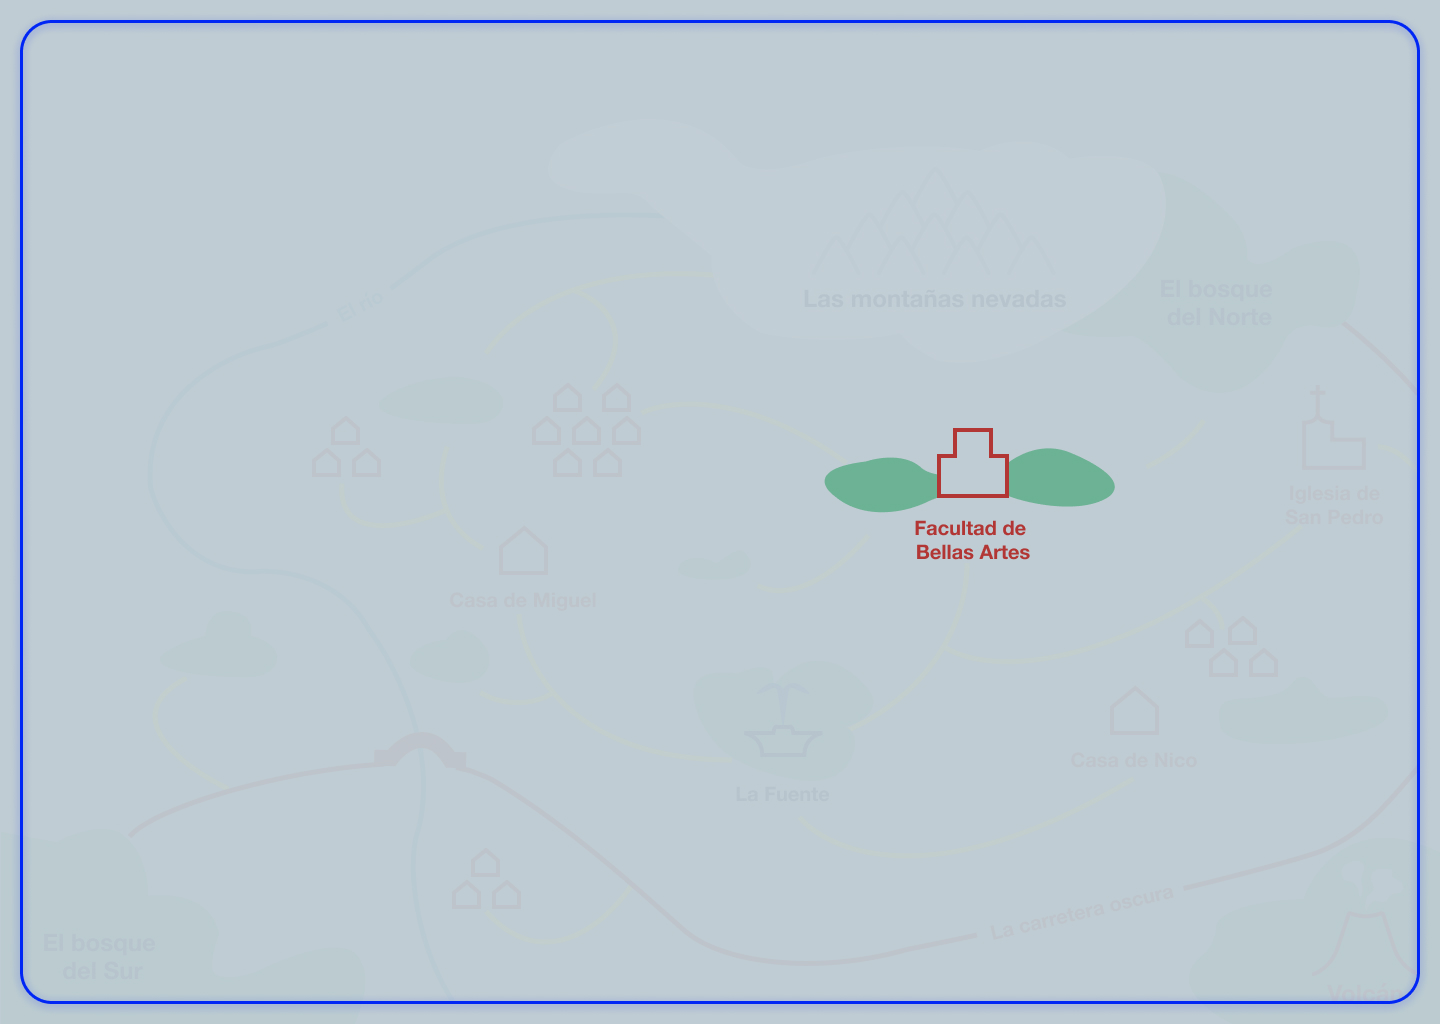 El río
Las montañas nevadas
El bosque
del Norte
Iglesia de
San Pedro
Facultad de
Bellas Artes
Casa de Miguel
Casa de Nico
La Fuente
La carretera oscura
El bosque
del Sur
Volcán